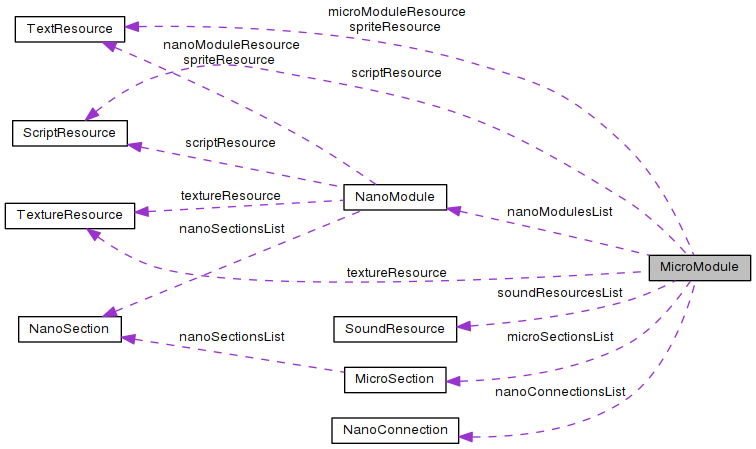 microModuleResource
spriteResource
TextResource
nanoModuleResource
spriteResource
scriptResource
ScriptResource
scriptResource
textureResource
NanoModule
TextureResource
nanoModulesList
nanoSectionsList
MicroModule
textureResource
soundResourcesList
NanoSection
SoundResource
nanoSectionsList
microSectionsList
MicroSection
nanoConnectionsList
NanoConnection